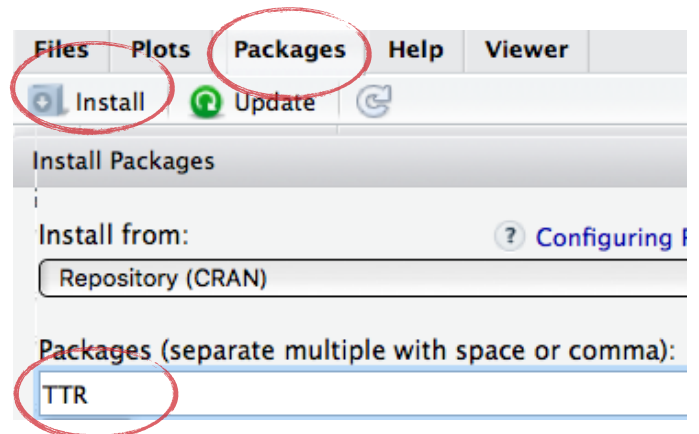 Files Plots Packages Help Viewer
Install Update
Install Packages
Install from: ? Configuring
Repository (CRAN)
Packages (separate multiple with space or comma):
TTR